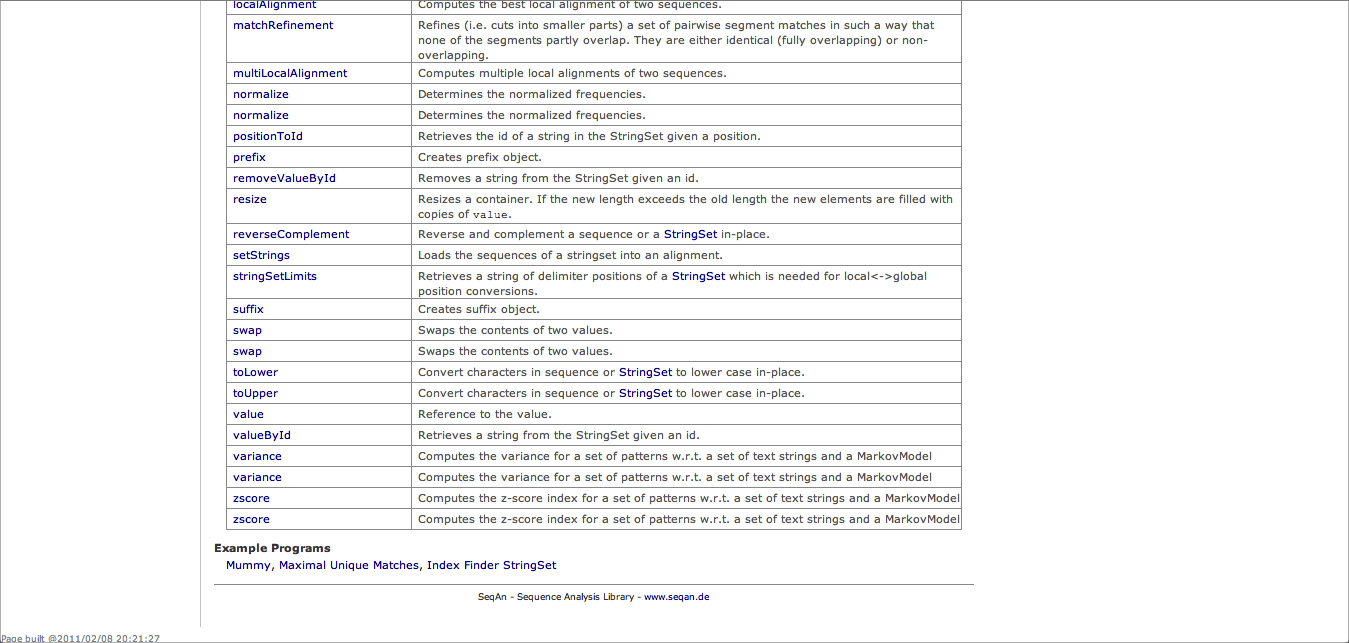 localAlignment Computes the best local alignment of two sequences.
matchRefinement Refines (i.e. cuts into smaller parts) a set of pairwise segment matches in such a way that
none of the segments partly overlap. They are either identical (fully overlapping) or non-
overlapping.
multiLocalAlignment Computes multiple local alignments of two sequences.
normalize Determines the normalized frequencies.
normalize Determines the normalized frequencies.
positionToId Retrieves the id of a string in the StringSet given a position.
prefix Creates prefix object.
removeValueById Removes a string from the StringSet given an id.
resize Resizes a container. If the new length exceeds the old length the new elements are filled with
copies of value.
reverseComplement Reverse and complement a sequence or a StringSet in-place.
setStrings Loads the sequences of a stringset into an alignment.
stringSetLimits Retrieves a string of delimiter positions of a StringSet which is needed for local<->global
position conversions.
suffix Creates suffix object.
swap Swaps the contents of two values.
swap Swaps the contents of two values.
toLower Convert characters in sequence or StringSet to lower case in-place.
toUpper Convert characters in sequence or StringSet to lower case in-place.
value Reference to the value.
valueById Retrieves a string from the StringSet given an id.
variance Computes the variance for a set of patterns w.r.t. a set of text strings and a MarkovModel
variance Computes the variance for a set of patterns w.r.t. a set of text strings and a MarkovModel
zscore Computes the z-score index for a set of patterns w.r.t. a set of text strings and a MarkovModel
zscore Computes the z-score index for a set of patterns w.r.t. a set of text strings and a MarkovModel
Example Programs
Mummy, Maximal Unique Matches, Index Finder StringSet
SeqAn - Sequence Analysis Library - www.seqan.de
Page built @2011/02/08 20:21:27